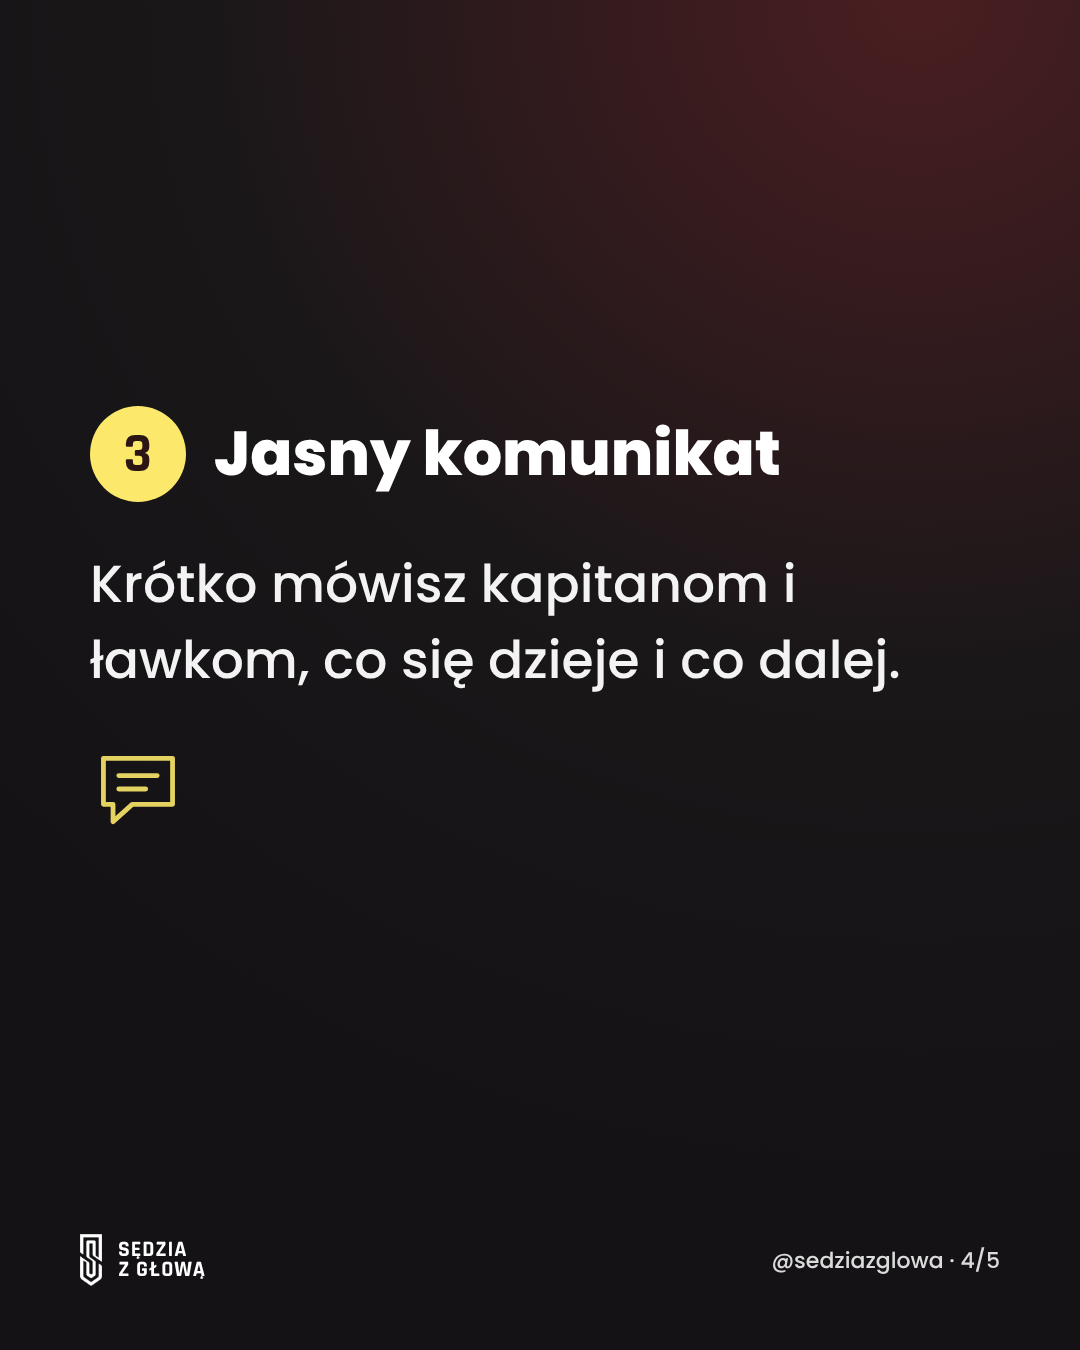 3 Jasny komunikat
Krótko mówisz kapitanom i
ławkom, co się dzieje i co dalej.
SĘDZIA
Z GŁOWĄ
@sedziazglowa · 4/5